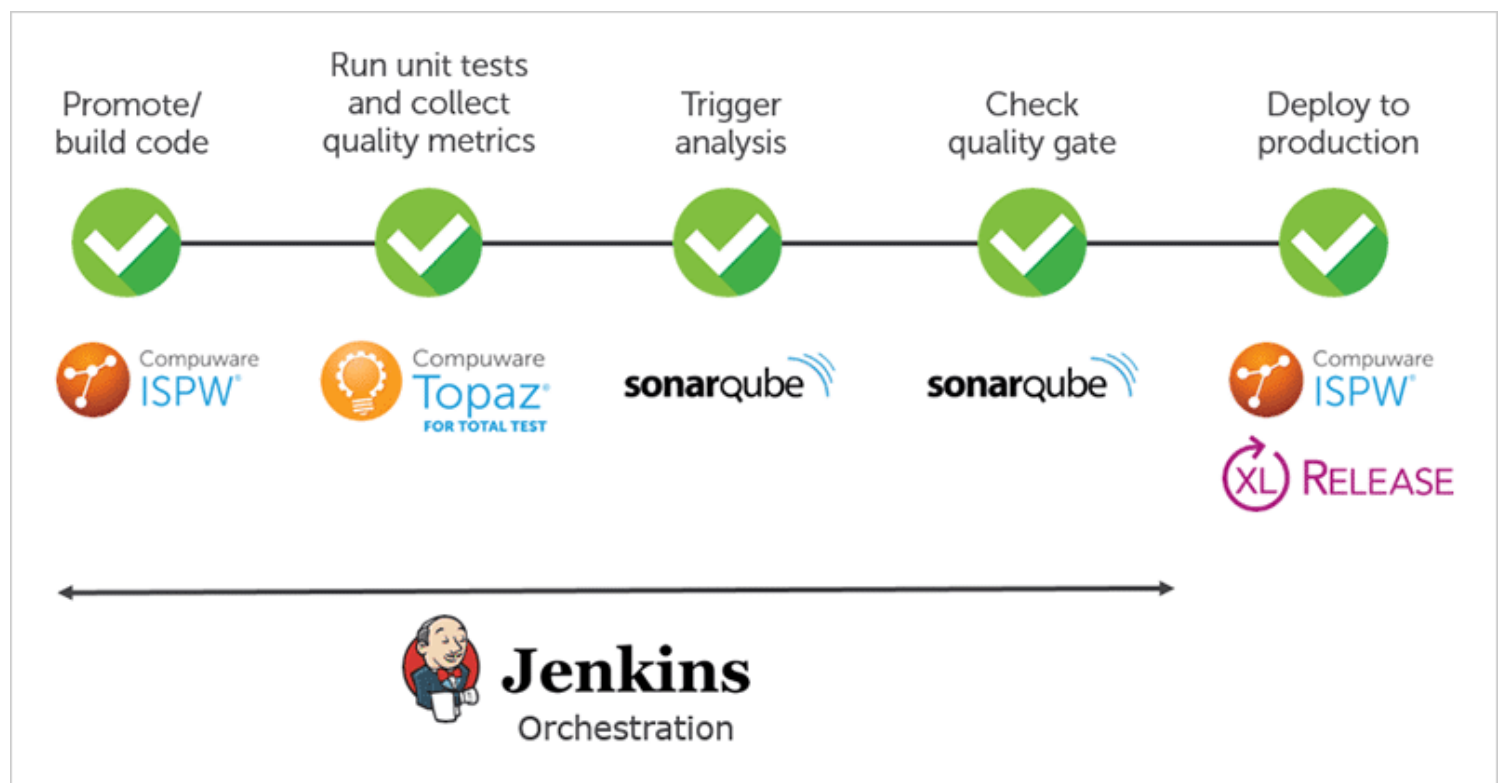 Promote/
build code
Run unit tests
and collect
quality metrics
Trigger
analysis
Check
quality gate
Deploy to
production
Compuware
ISPW®
Compuware
Topaz®
FOR TOTAL TEST
sonarqube
sonarqube
Compuware
ISPW®
XL RELEASE
Jenkins
Orchestration